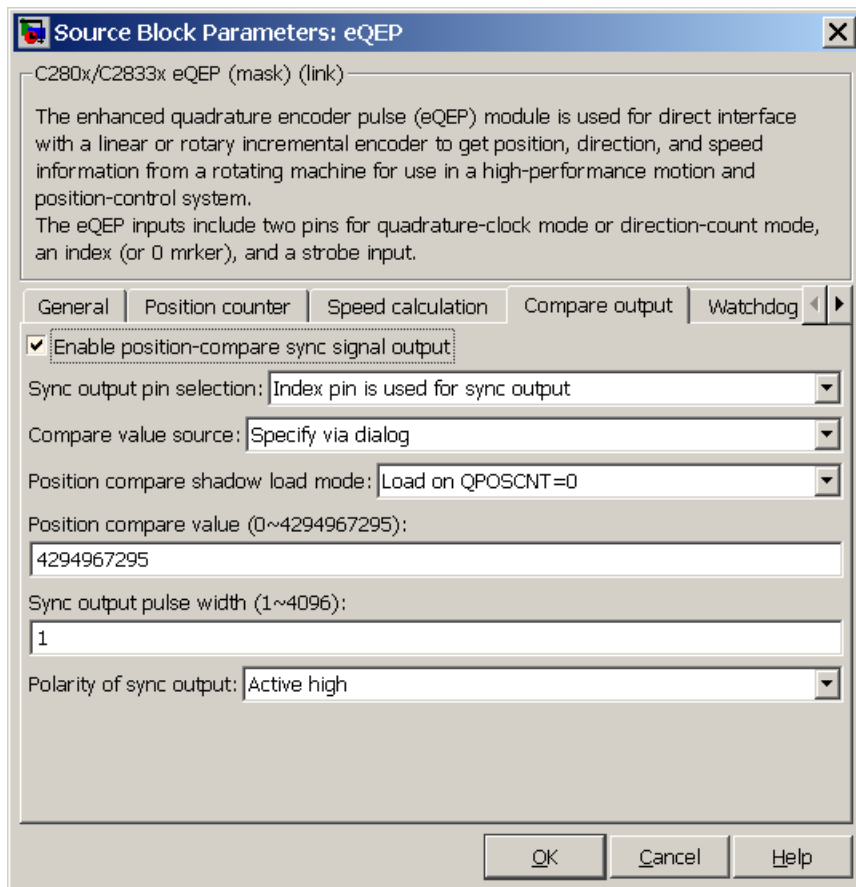 Source Block Parameters: eQEP
C280x/C2833x eQEP (mask) (link)
The enhanced quadrature encoder pulse (eQEP) module is used for direct interface
with a linear or rotary incremental encoder to get position, direction, and speed
information from a rotating machine for use in a high-performance motion and
position-control system.
The eQEP inputs include two pins for quadrature-clock mode or direction-count mode,
an index (or 0 mrker), and a strobe input.
General Position counter Speed calculation Compare output Watchdog
Enable position-compare sync signal output
Sync output pin selection: Index pin is used for sync output
Compare value source: Specify via dialog
Position compare shadow load mode: Load on QPOSCNT=0
Position compare value (0~4294967295):
4294967295
Sync output pulse width (1~4096):
1
Polarity of sync output: Active high
OK Cancel Help